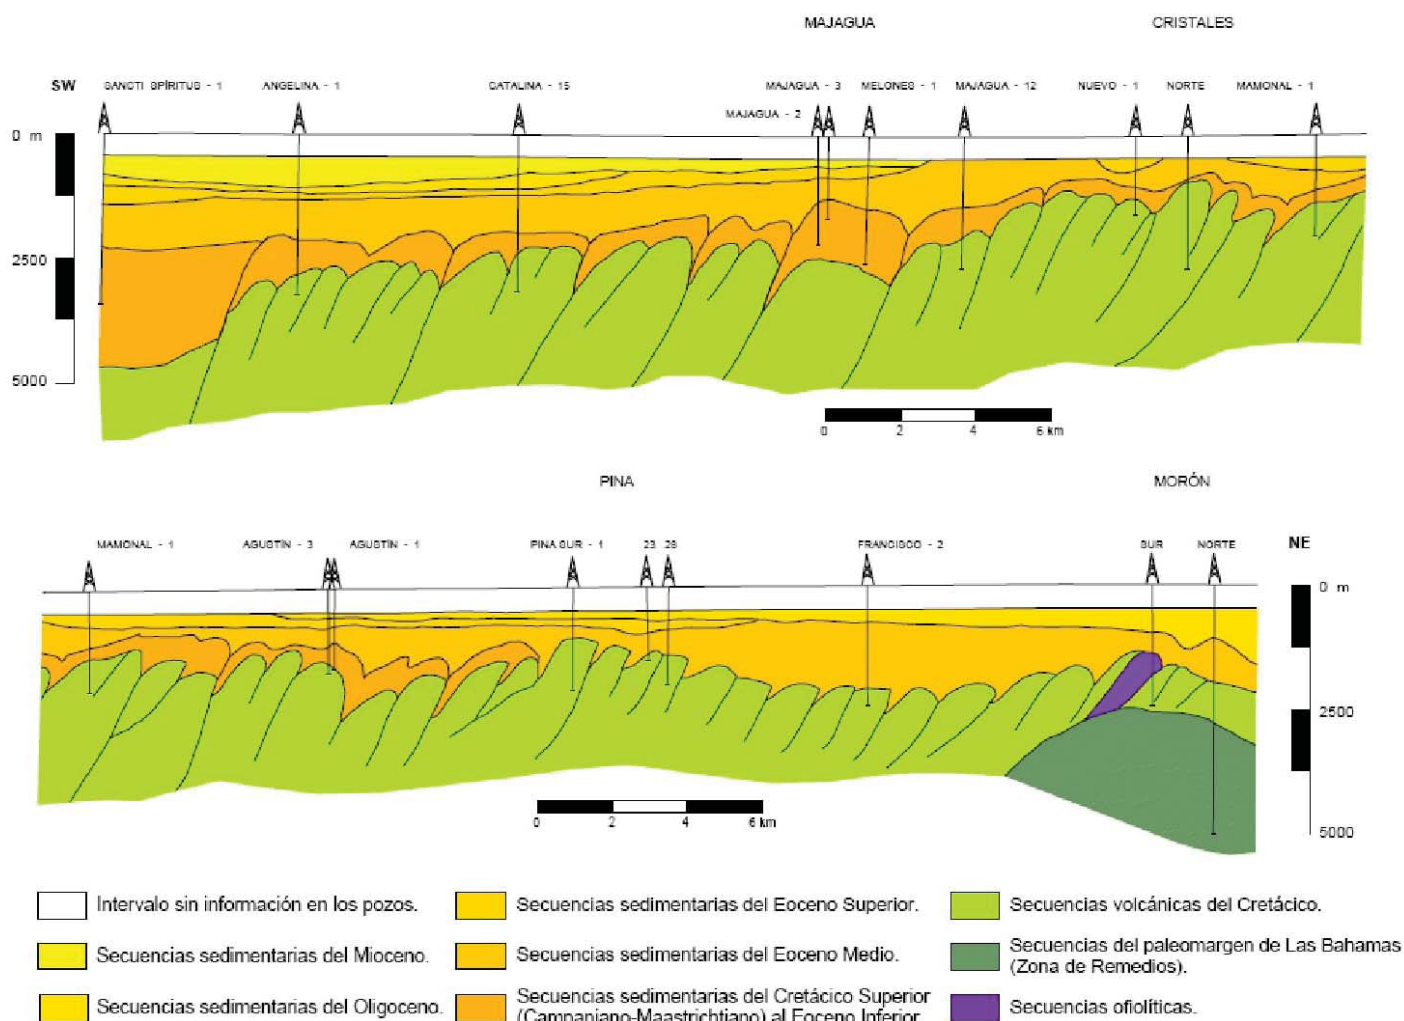 MAJAGUA CRISTALES
SW SANCTI SPÍRITUS - 1 ANGELINA - 1 CATALINA - 15 MAJAGUA - 3 MELONES - 1 MAJAGUA - 12 NUEVO - 1 NORTE MAMONAL - 1
MAJAGUA - 2
0 m
2500
5000
0 2 4 6 km
PINA MORÓN
MAMONAL - 1 AGUSTÍN - 3 AGUSTÍN - 1 PINA SUR - 1 23 28 FRANCISCO - 2 SUR NORTE NE
0 m
2500
5000
0 2 4 6 km
Intervalo sin información en los pozos.
Secuencias sedimentarias del Mioceno.
Secuencias sedimentarias del Oligoceno.
Secuencias sedimentarias del Eoceno Superior.
Secuencias sedimentarias del Eoceno Medio.
Secuencias sedimentarias del Cretácico Superior
(Campaniano-Maastrichtiano) al Eoceno Inferior
Secuencias volcánicas del Cretácico.
Secuencias del paleomargen de Las Bahamas
(Zona de Remedios).
Secuencias ofiolíticas.